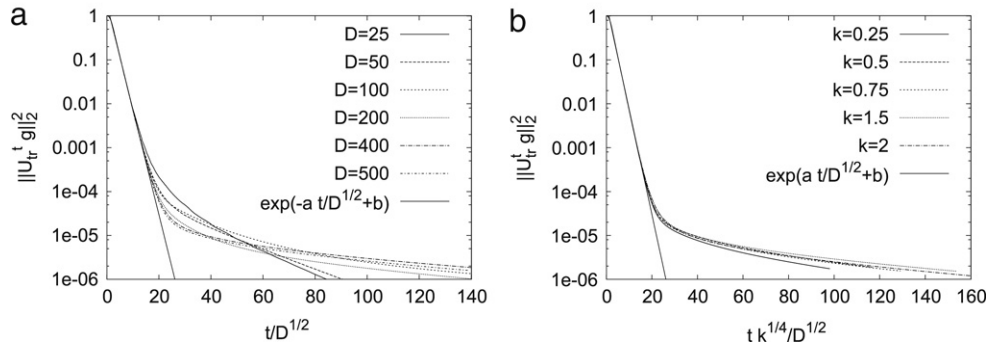 a
1
0.1
0.01
0.001
1e-04
1e-05
1e-06
||U_tr^t g||_2^2
D=25
D=50
D=100
D=200
D=400
D=500
exp(-a t/D^1/2+b)
0 20 40 60 80 100 120 140
t/D^1/2
b
1
0.1
0.01
0.001
1e-04
1e-05
1e-06
||U_tr^t g||_2^2
k=0.25
k=0.5
k=0.75
k=1.5
k=2
exp(a t/D^1/2+b)
0 20 40 60 80 100 120 140 160
t k^1/4/D^1/2